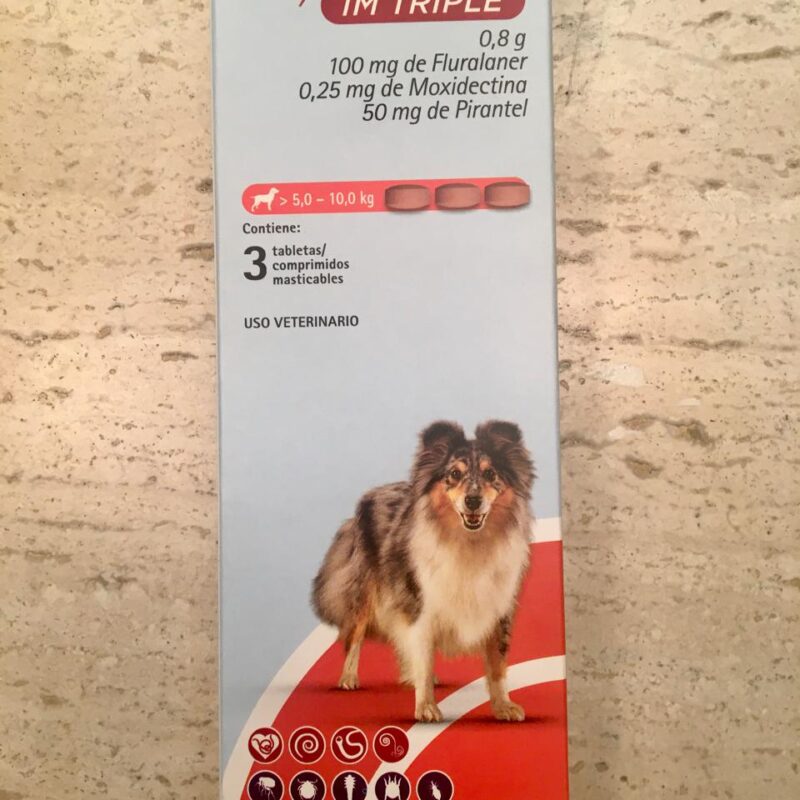 1M TRIPLE
0,8 g
100 mg de Fluralaner
0,25 mg de Moxidectina
50 mg de Pirantel
> 5,0 – 10,0 kg
Contiene:
3 tabletas/
comprimidos
masticables
USO VETERINARIO